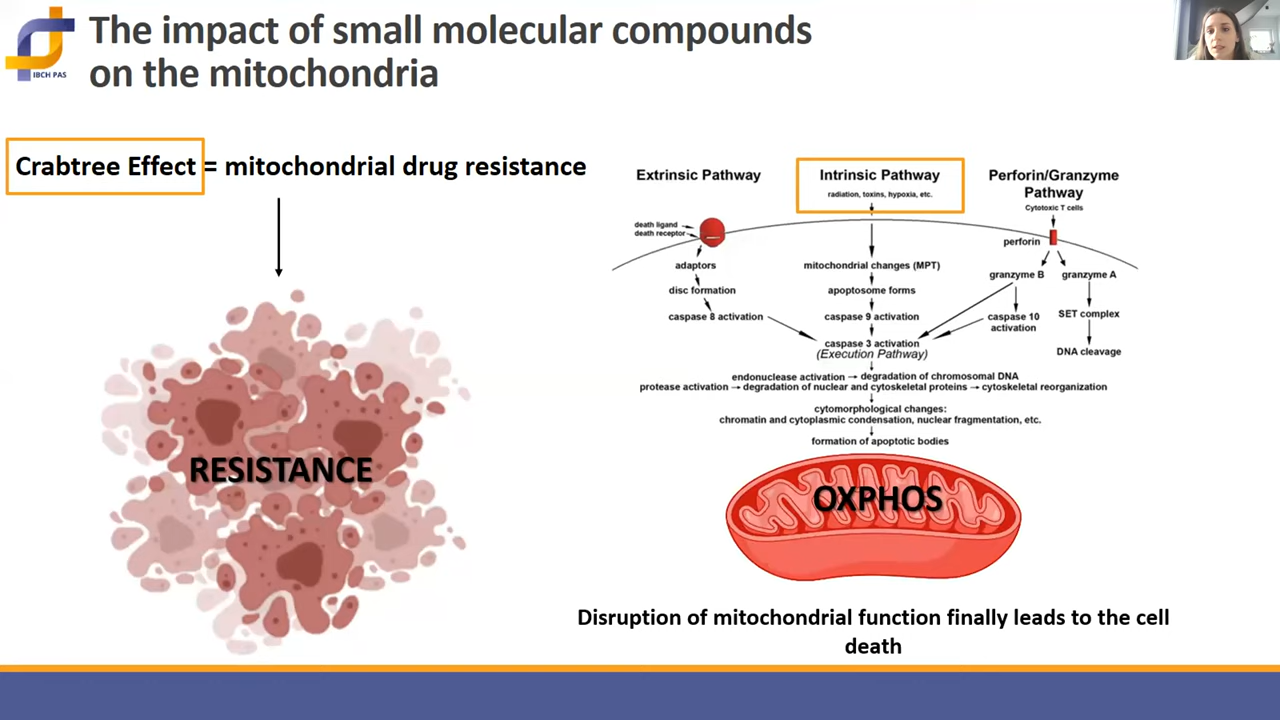 The impact of small molecular compounds
on the mitochondria
IBCH PAS
Crabtree Effect = mitochondrial drug resistance
RESISTANCE
Extrinsic Pathway
death ligand
death receptor
adaptors
disc formation
caspase 8 activation
Intrinsic Pathway
radiation, toxins, hypoxia, etc.
mitochondrial changes (MPT)
apoptosome forms
caspase 9 activation
caspase 3 activation
(Execution Pathway)
Perforin/Granzyme
Pathway
Cytotoxic T cells
perforin
granzyme B
granzyme A
caspase 10
activation
SET complex
DNA cleavage
endonuclease activation → degradation of chromosomal DNA
protease activation → degradation of nuclear and cytoskeletal proteins → cytoskeletal reorganization
cytomorphological changes:
chromatin and cytoplasmic condensation, nuclear fragmentation, etc.
formation of apoptotic bodies
OXPHOS
Disruption of mitochondrial function finally leads to the cell
death